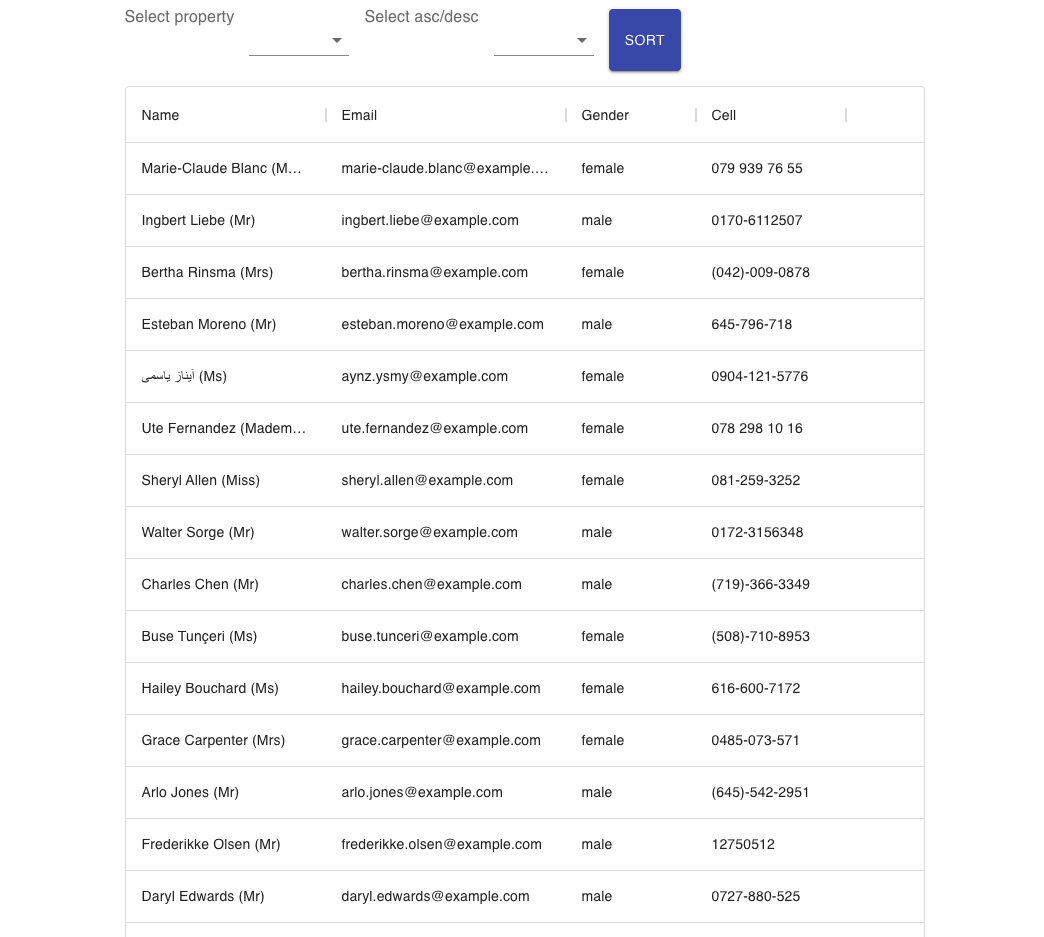 Select property Select asc/desc SORT
Name Email Gender Cell
Marie-Claude Blanc (M... marie-claude.blanc@example.... female 079 939 76 55
Ingbert Liebe (Mr) ingbert.liebe@example.com male 0170-6112507
Bertha Rinsma (Mrs) bertha.rinsma@example.com female (042)-009-0878
Esteban Moreno (Mr) esteban.moreno@example.com male 645-796-718
آیناز یاسمی (Ms) aynz.ysmy@example.com female 0904-121-5776
Ute Fernandez (Madem... ute.fernandez@example.com female 078 298 10 16
Sheryl Allen (Miss) sheryl.allen@example.com female 081-259-3252
Walter Sorge (Mr) walter.sorge@example.com male 0172-3156348
Charles Chen (Mr) charles.chen@example.com male (719)-366-3349
Buse Tunçeri (Ms) buse.tunceri@example.com female (508)-710-8953
Hailey Bouchard (Ms) hailey.bouchard@example.com female 616-600-7172
Grace Carpenter (Mrs) grace.carpenter@example.com female 0485-073-571
Arlo Jones (Mr) arlo.jones@example.com male (645)-542-2951
Frederikke Olsen (Mr) frederikke.olsen@example.com male 12750512
Daryl Edwards (Mr) daryl.edwards@example.com male 0727-880-525